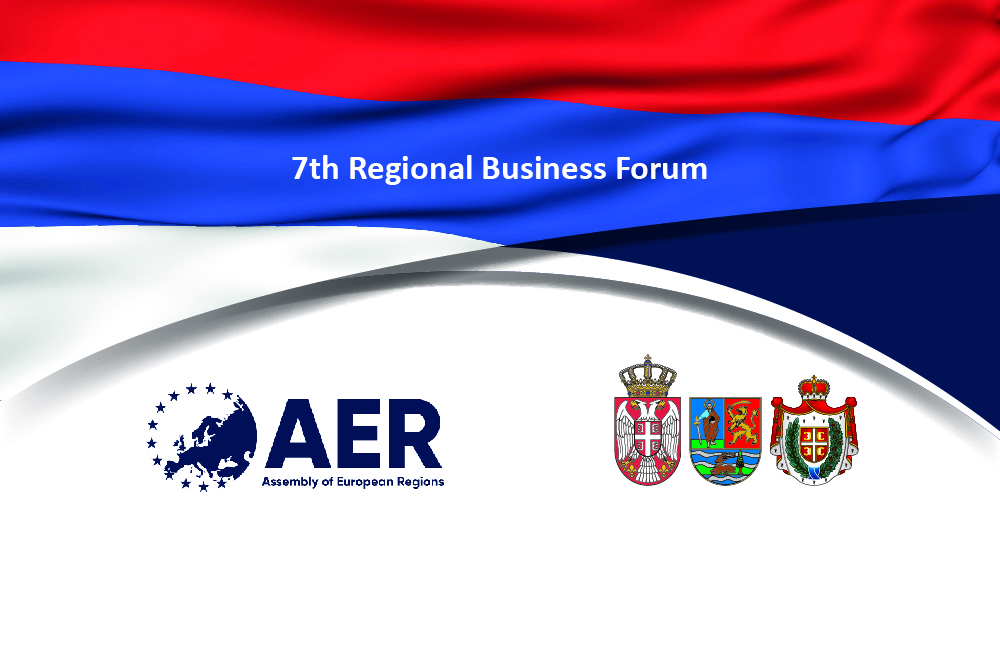 7th Regional Business Forum
AER
Assembly of European Regions